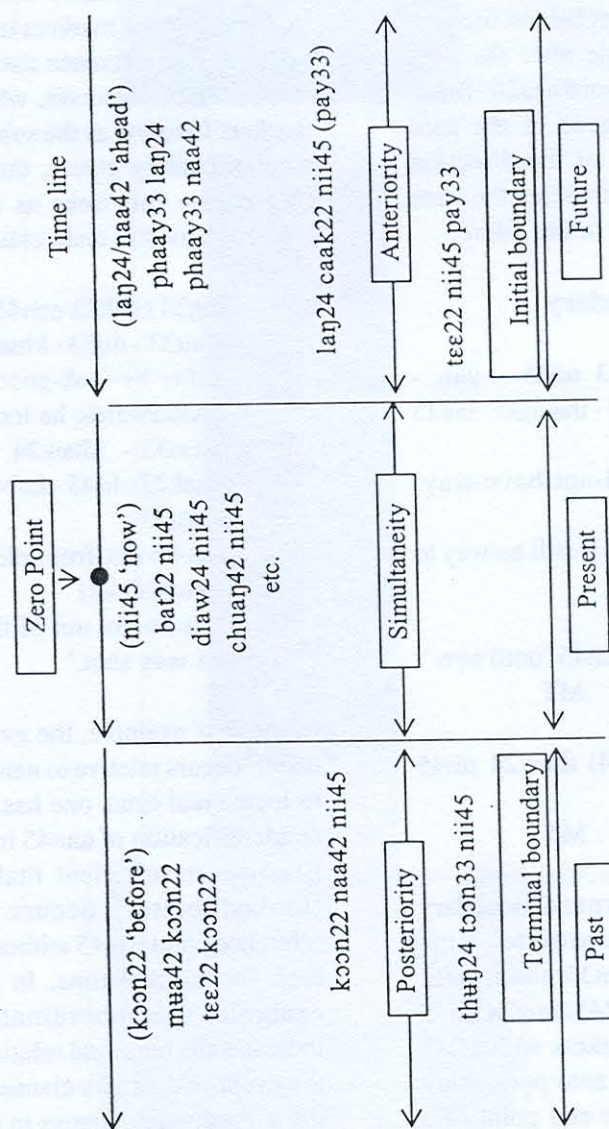 Zero Point Time line
(kɔɔn22 'before') (nii45 'now') (laŋ24/naa42 'ahead')
mua42 kɔɔn22 bat22 nii45 phaay33 laŋ24
tɛɛ22 kɔɔn22 diaw24 nii45 phaay33 naa42
chuaŋ42 nii45
etc.
kɔɔn22 naa42 nii45 laŋ24 caak22 nii45 (pay33)
Posteriority Simultaneity Anteriority
thuŋ24 tɔɔn33 nii45 tɛɛ22 nii45 pay33
Terminal boundary Initial boundary
Past Present Future